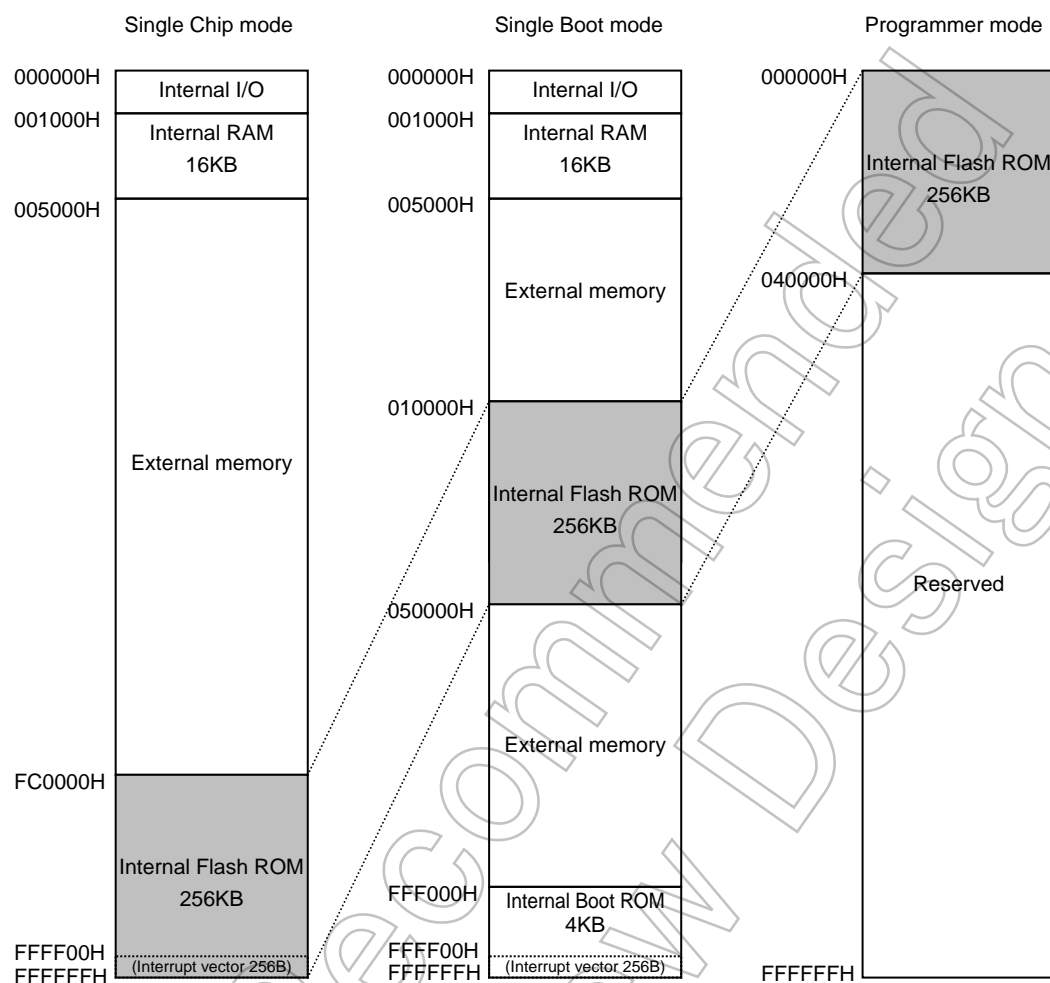 Single Chip mode
000000H
Internal I/O
001000H
Internal RAM
16KB
005000H
External memory
FC0000H
Internal Flash ROM
256KB
FFFF00H
(Interrupt vector 256B)
FFFFFFH
Single Boot mode
000000H
Internal I/O
001000H
Internal RAM
16KB
005000H
External memory
010000H
Internal Flash ROM
256KB
050000H
External memory
FFF000H
Internal Boot ROM
4KB
FFFF00H
(Interrupt vector 256B)
FFFFFFH
Programmer mode
000000H
Internal Flash ROM
256KB
040000H
Reserved
FFFFFFH
ecommended
w Design